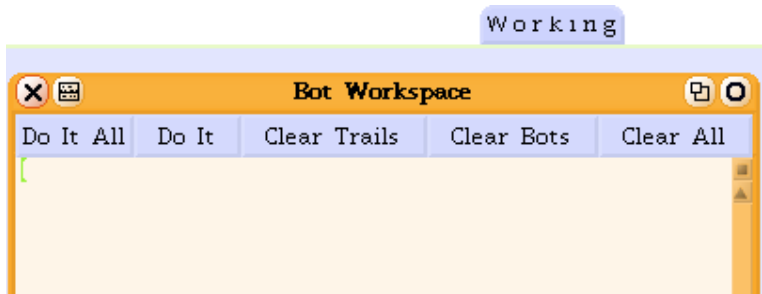 Working
Bot Workspace
Do It All Do It Clear Trails Clear Bots Clear All